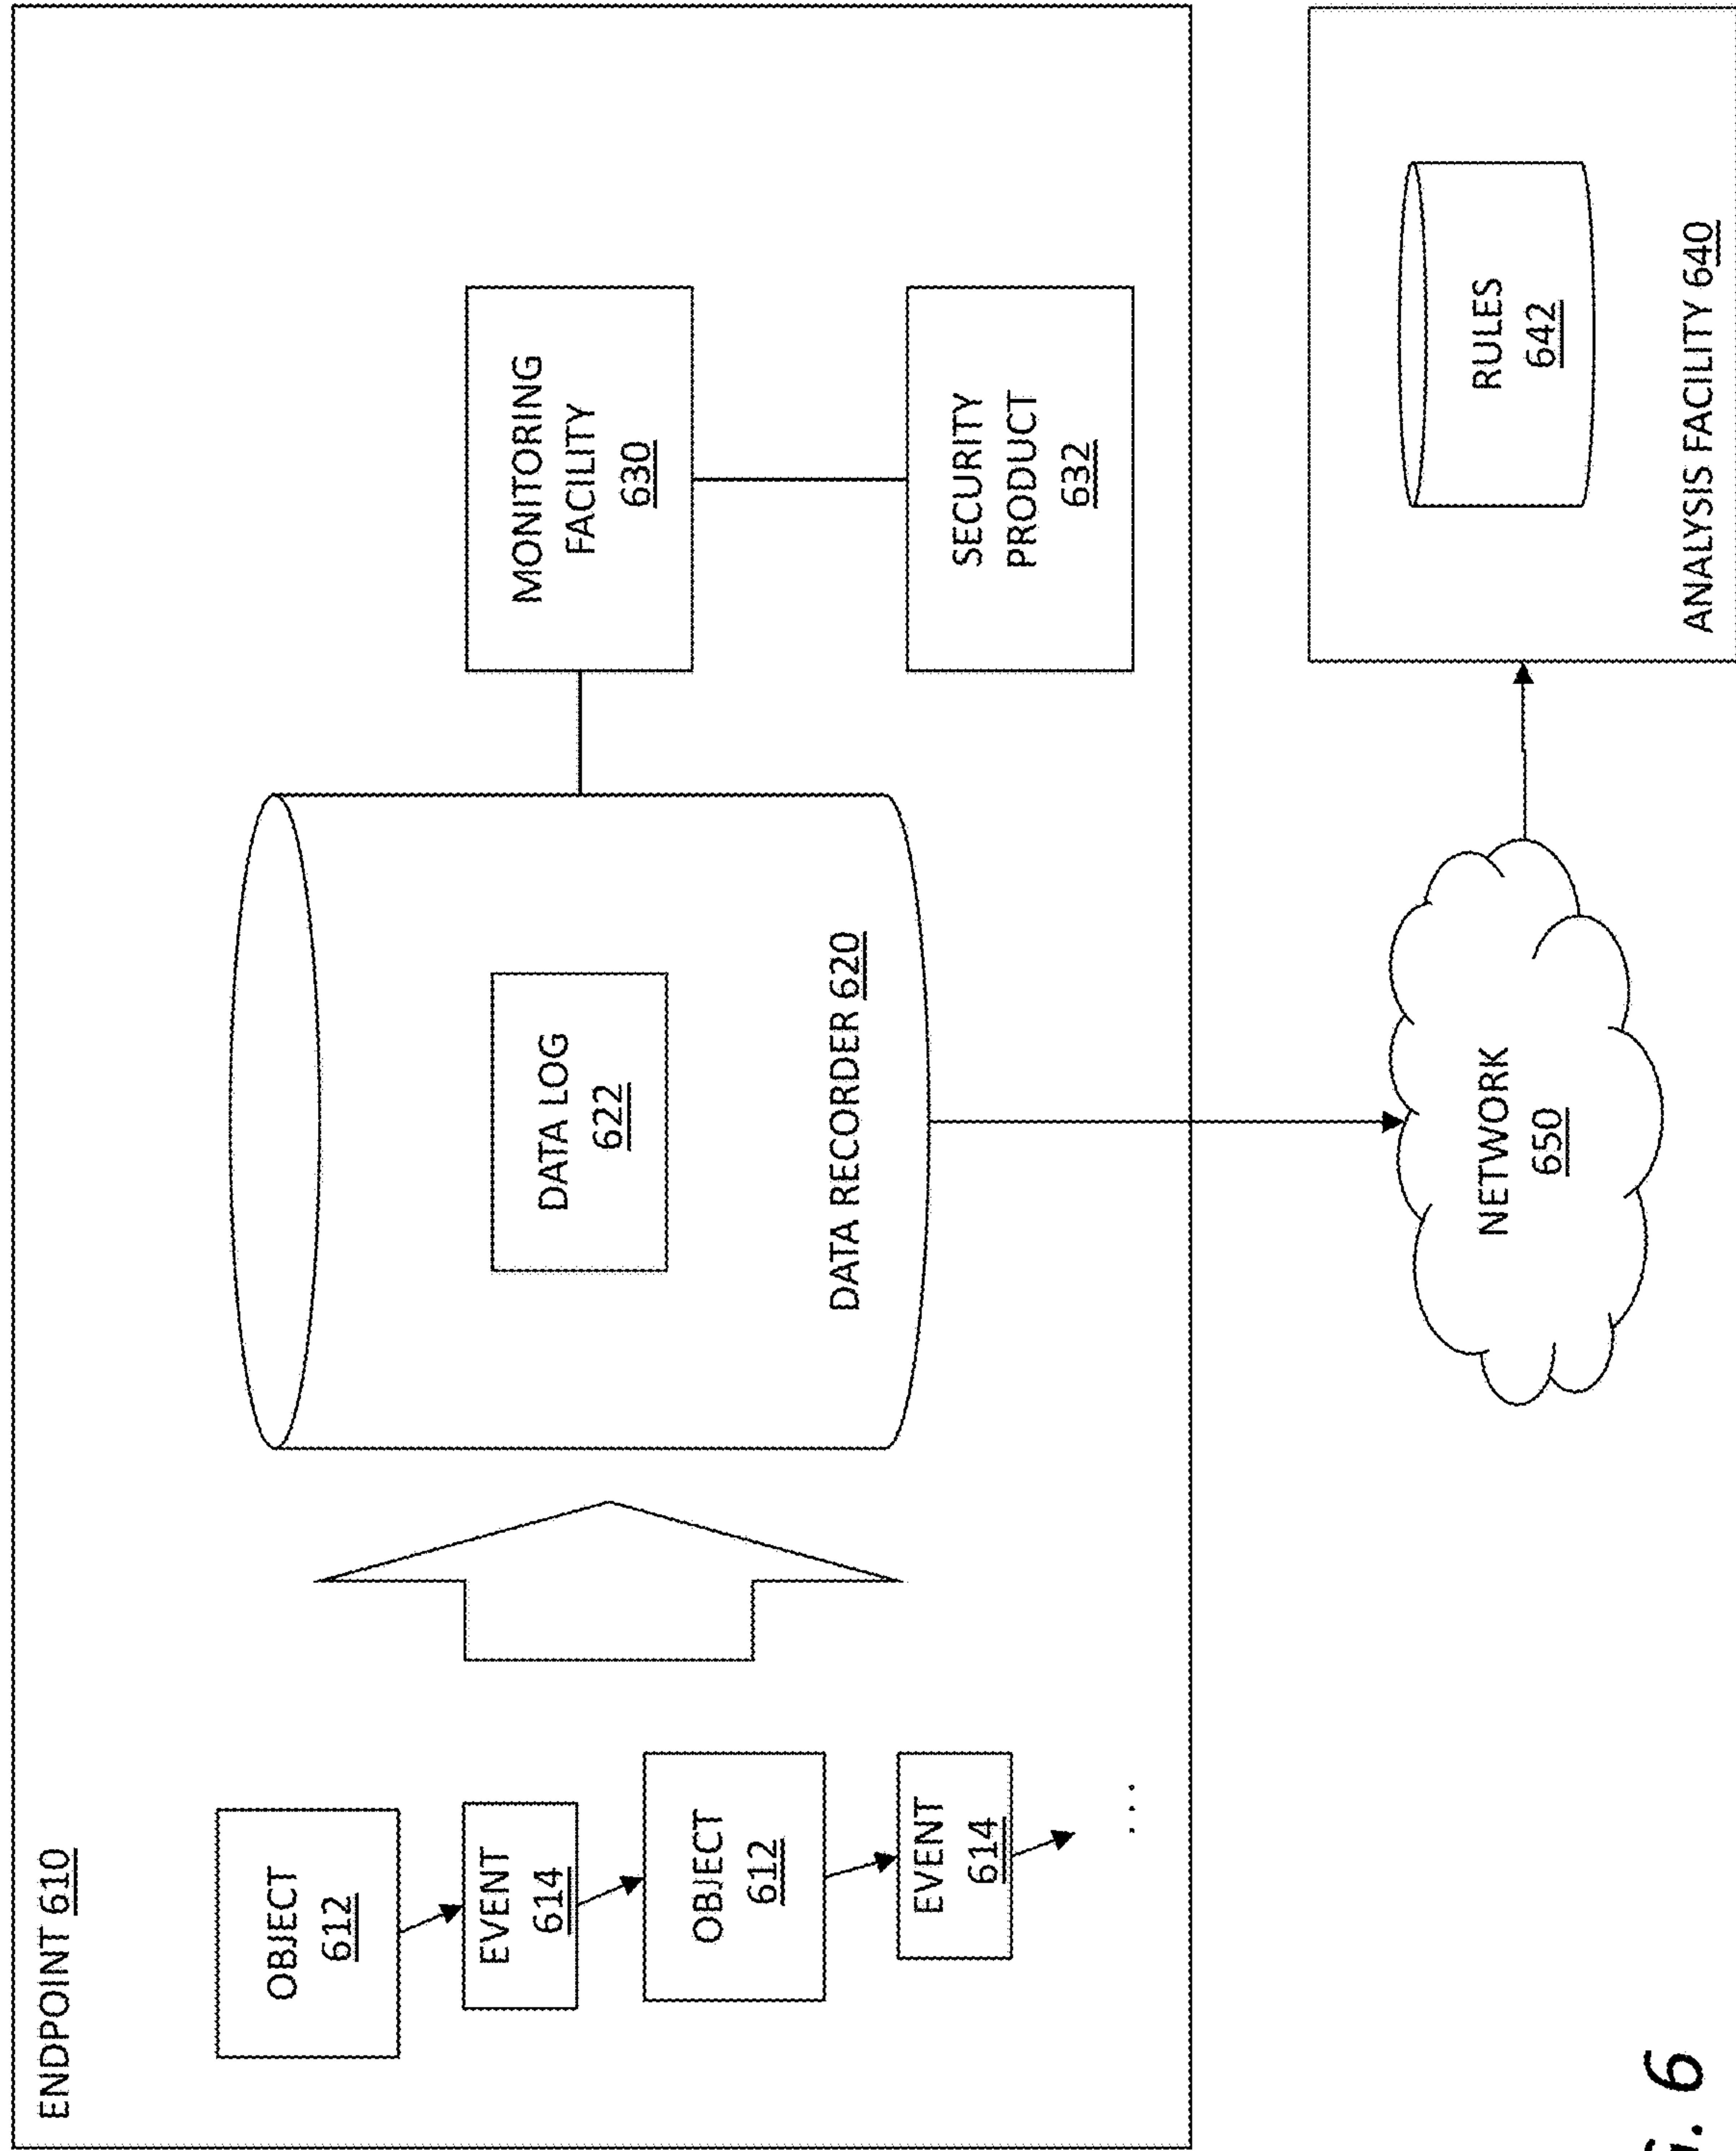 ENDPOINT 610
OBJECT
612
EVENT
614
OBJECT
612
EVENT
614
...
DATA LOG
622
DATA RECORDER 620
MONITORING
FACILITY
630
SECURITY
PRODUCT
632
NETWORK
650
RULES
642
ANALYSIS FACILITY 640
G. 6